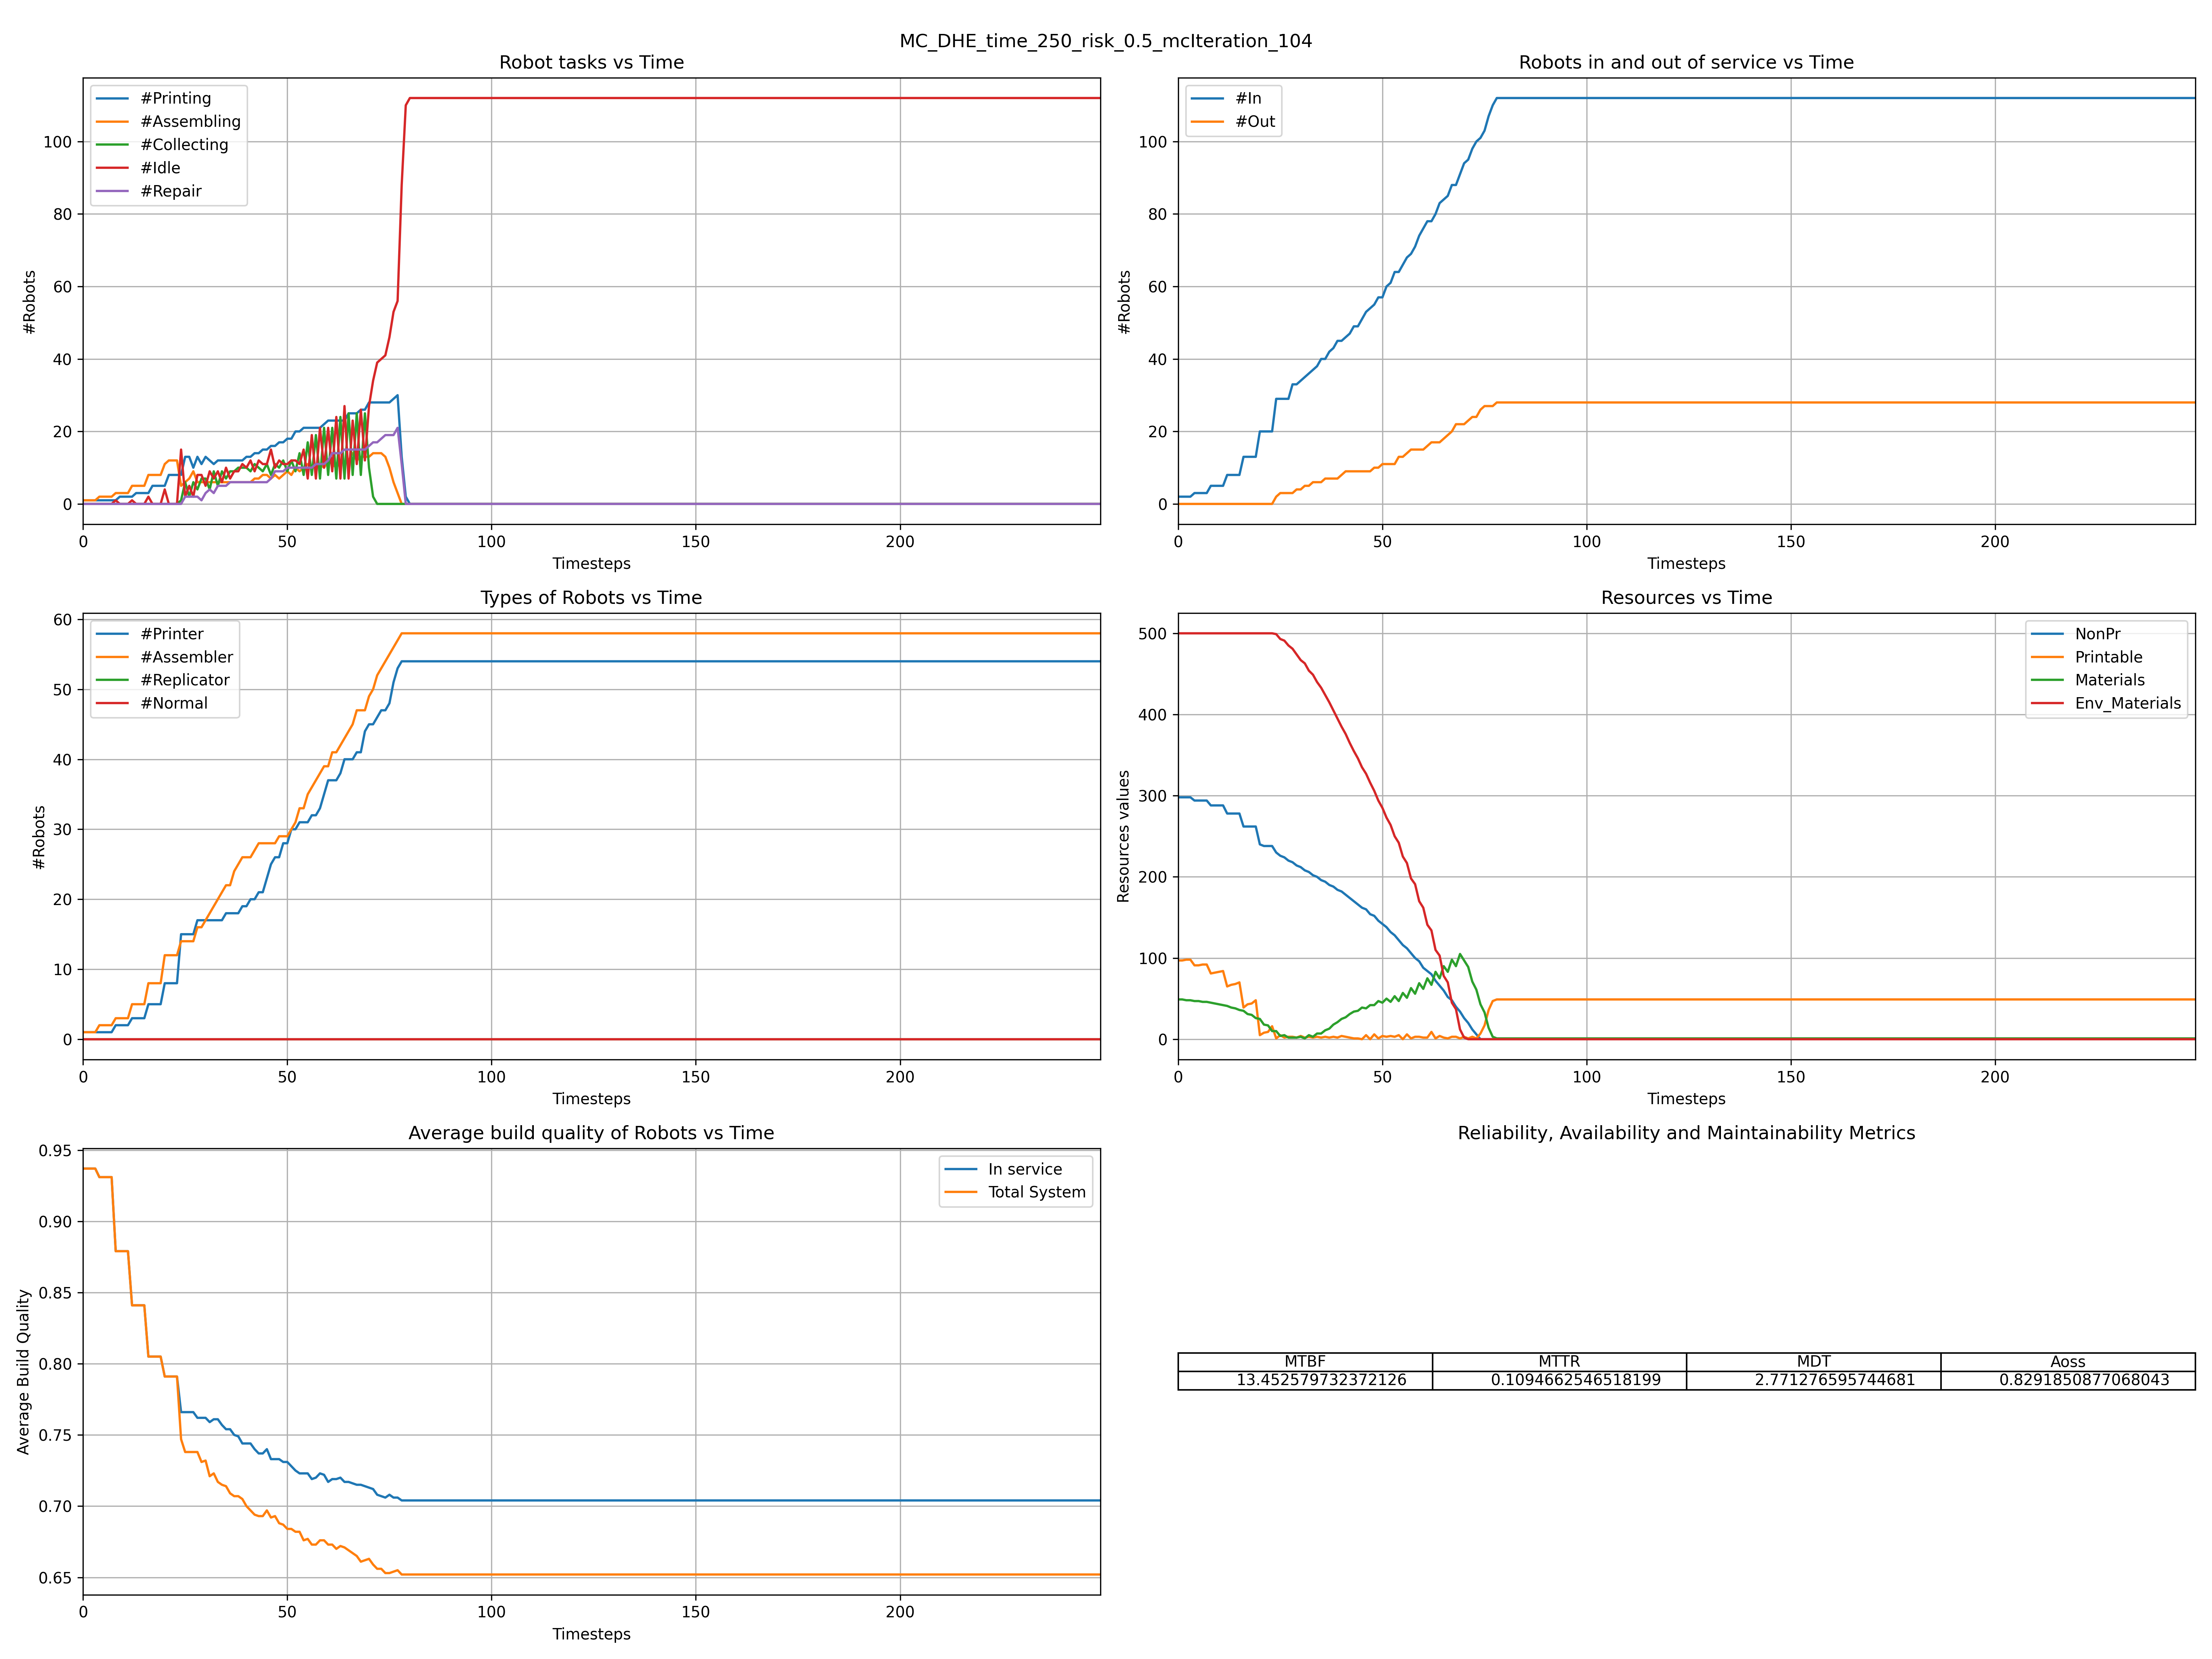 MC_DHE_time_250_risk_0.5_mcIteration_104
Robot tasks vs Time
#Printing
#Assembling
#Collecting
#Idle
#Repair
#Robots
100
80
60
40
20
0
0 50 100 150 200
Timesteps
Robots in and out of service vs Time
#In
#Out
#Robots
100
80
60
40
20
0
0 50 100 150 200
Timesteps
Types of Robots vs Time
#Printer
#Assembler
#Replicator
#Normal
#Robots
60
50
40
30
20
10
0
0 50 100 150 200
Timesteps
Resources vs Time
NonPr
Printable
Materials
Env_Materials
Resources values
500
400
300
200
100
0
0 50 100 150 200
Timesteps
Average build quality of Robots vs Time
In service
Total System
Average Build Quality
0.95
0.90
0.85
0.80
0.75
0.70
0.65
0 50 100 150 200
Timesteps
Reliability, Availability and Maintainability Metrics
MTBF MTTR MDT Aoss
13.452579732372126 0.1094662546518199 2.771276595744681 0.8291850877068043